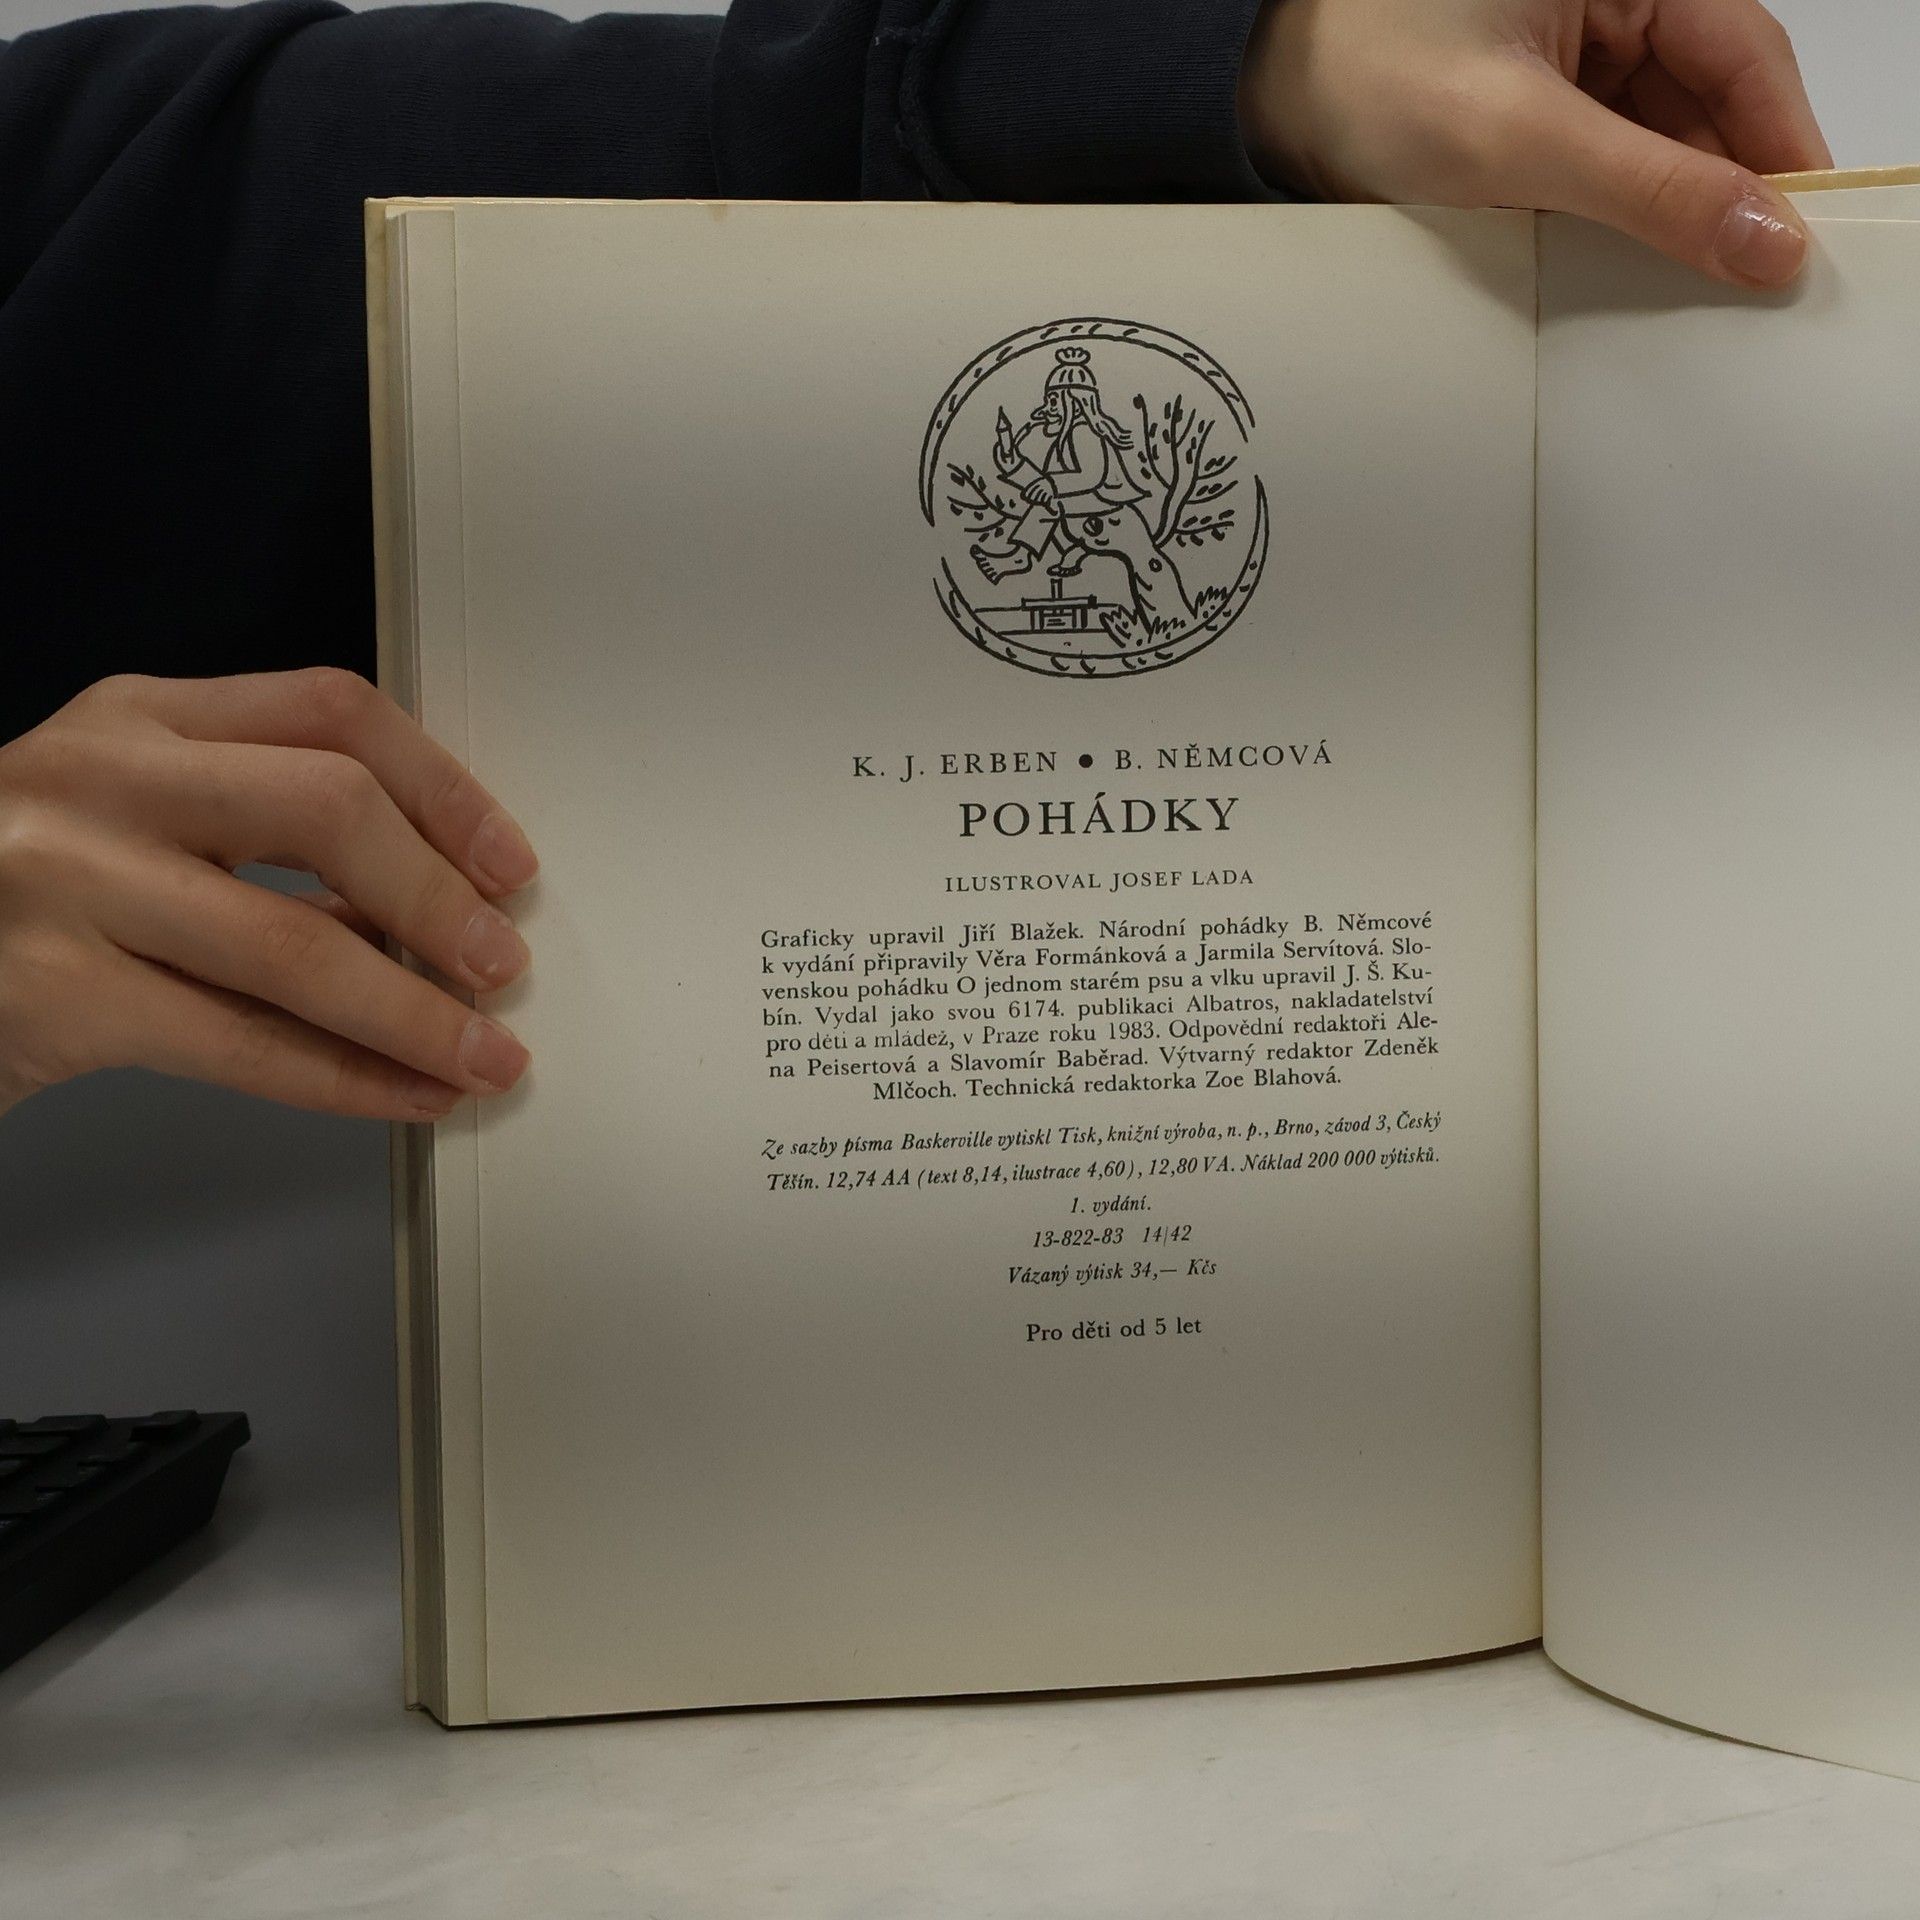 K. J. ERBEN ● B. NĚMCOVÁ
POHÁDKY
ILUSTROVAL JOSEF LADA
Graficky upravil Jiří Blažek. Národní pohádky B. Němcové
k vydání připravily Věra Formánková a Jarmila Servítová. Slo-
venskou pohádku O jednom starém psu a vlku upravil J. Š. Ku-
bín. Vydal jako svou 6174. publikaci Albatros, nakladatelství
pro děti a mládež, v Praze roku 1983. Odpovědní redaktoři Ale-
na Peisertová a Slavomír Baběrad. Výtvarný redaktor Zdeněk
Mlčoch. Technická redaktorka Zoe Blahová.
Ze sazby písma Baskerville vytiskl Tisk, knižní výroba, n. p., Brno, závod 3, Český
Těšín. 12,74 AA (text 8,14, ilustrace 4,60), 12,80 VA. Náklad 200 000 výtisků.
1. vydání.
13-822-83 14|42
Vázaný výtisk 34,— Kčs
Pro děti od 5 let